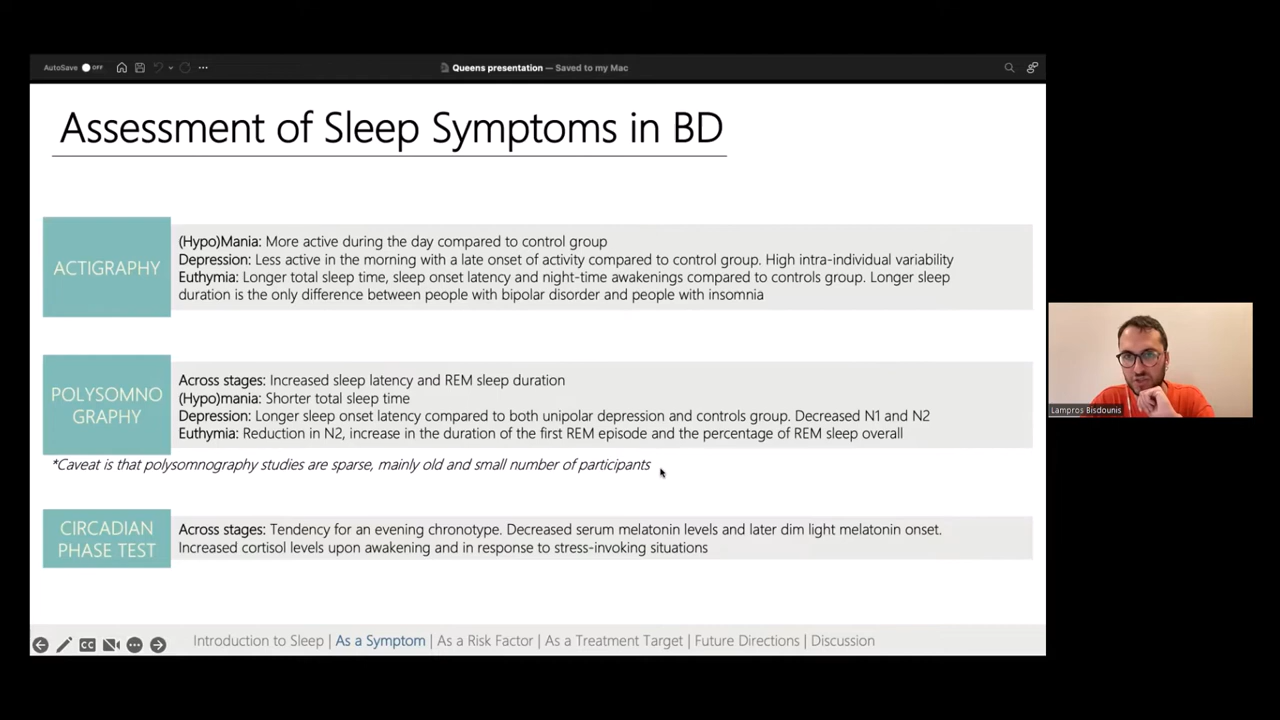 AutoSave OFF
Queens presentation — Saved to my Mac
Assessment of Sleep Symptoms in BD
ACTIGRAPHY
(Hypo)Mania: More active during the day compared to control group
Depression: Less active in the morning with a late onset of activity compared to control group. High intra-individual variability
Euthymia: Longer total sleep time, sleep onset latency and night-time awakenings compared to controls group. Longer sleep
duration is the only difference between people with bipolar disorder and people with insomnia
POLYSOMNO
GRAPHY
Across stages: Increased sleep latency and REM sleep duration
(Hypo)mania: Shorter total sleep time
Depression: Longer sleep onset latency compared to both unipolar depression and controls group. Decreased N1 and N2
Euthymia: Reduction in N2, increase in the duration of the first REM episode and the percentage of REM sleep overall
*Caveat is that polysomnography studies are sparse, mainly old and small number of participants
CIRCADIAN
PHASE TEST
Across stages: Tendency for an evening chronotype. Decreased serum melatonin levels and later dim light melatonin onset.
Increased cortisol levels upon awakening and in response to stress-invoking situations
Lampros Bisdounis
CC
Introduction to Sleep | As a Symptom | As a Risk Factor | As a Treatment Target | Future Directions | Discussion